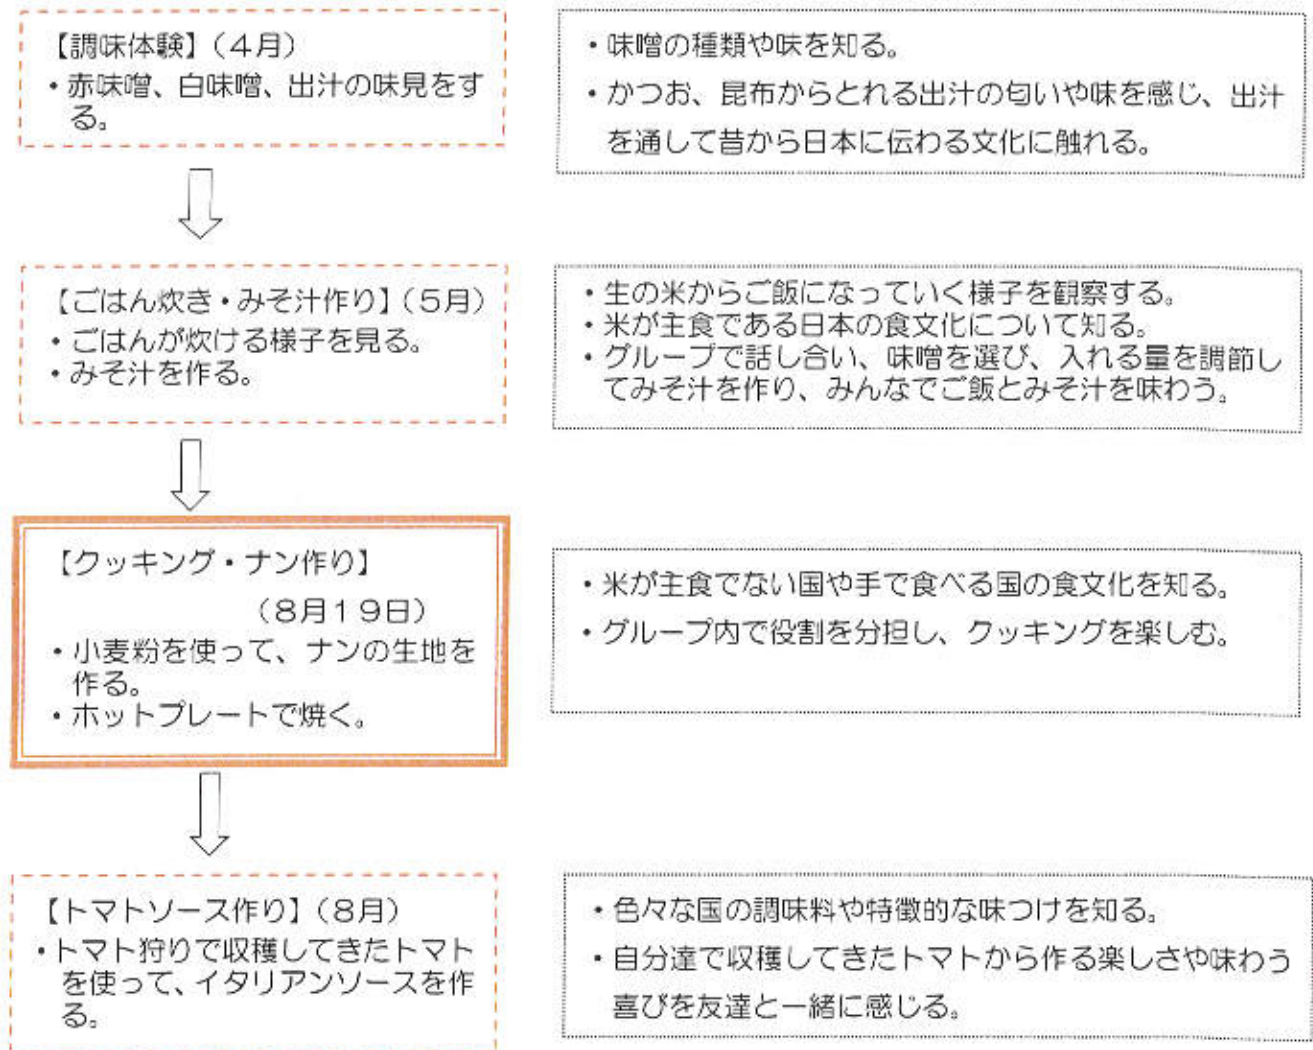 【調味体験】（４月）
・赤味噌、白味噌、出汁の味見をす
る。
・味噌の種類や味を知る。
・かつお、昆布からとれる出汁の匂いや味を感じ、出汁
を通して昔から日本に伝わる文化に触れる。
【ごはん炊き・みそ汁作り】（５月）
・ごはんが炊ける様子を見る。
・みそ汁を作る。
・生の米からご飯になっていく様子を観察する。
・米が主食である日本の食文化について知る。
・グループで話し合い、味噌を選び、入れる量を調節し
てみそ汁を作り、みんなでご飯とみそ汁を味わう。
【クッキング・ナン作り】
（８月１９日）
・小麦粉を使って、ナンの生地を
作る。
・ホットプレートで焼く。
・米が主食でない国や手で食べる国の食文化を知る。
・グループ内で役割を分担し、クッキングを楽しむ。
【トマトソース作り】（８月）
・トマト狩りで収穫してきたトマト
を使って、イタリアンソースを作
る。
・色々な国の調味料や特徴的な味つけを知る。
・自分達で収穫してきたトマトから作る楽しさや味わう
喜びを友達と一緒に感じる。